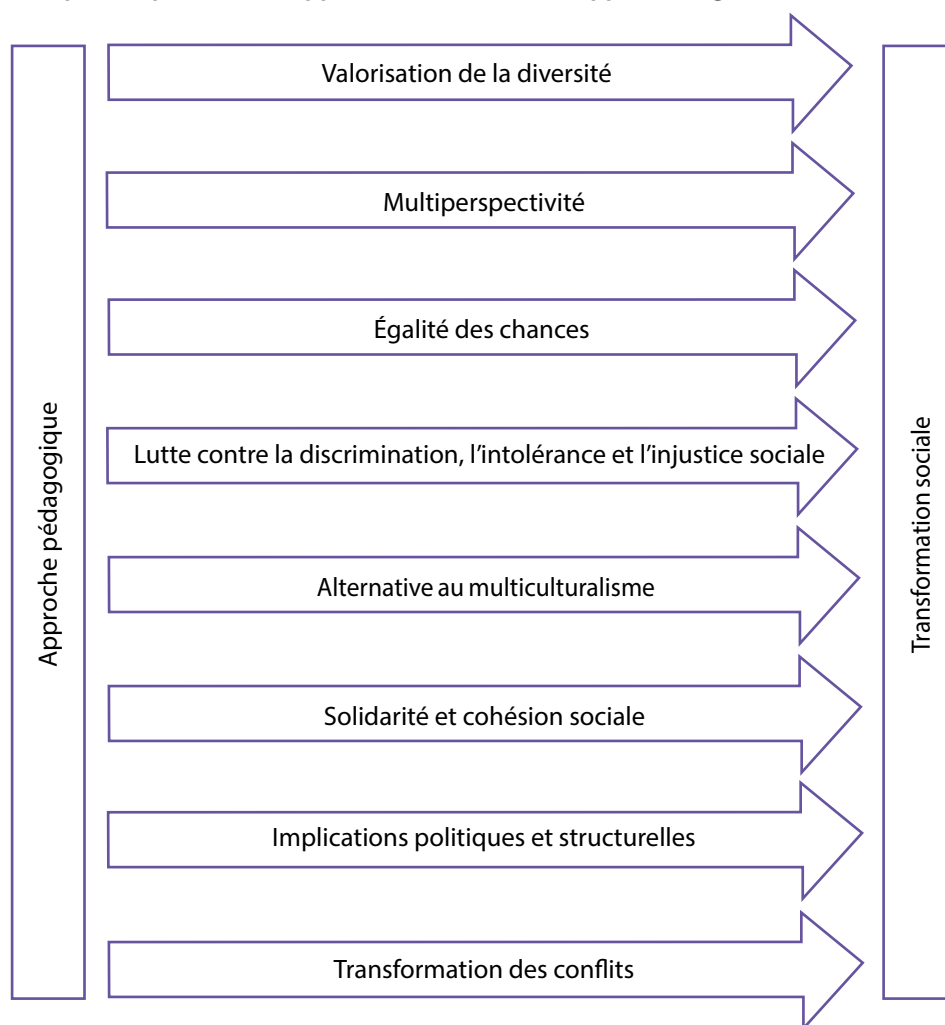 Approche pédagogique
Valorisation de la diversité
Multiperspectivité
Égalité des chances
Lutte contre la discrimination, l’intolérance et l’injustice sociale
Alternative au multiculturalisme
Solidarité et cohésion sociale
Implications politiques et structurelles
Transformation des conflits
Transformation sociale